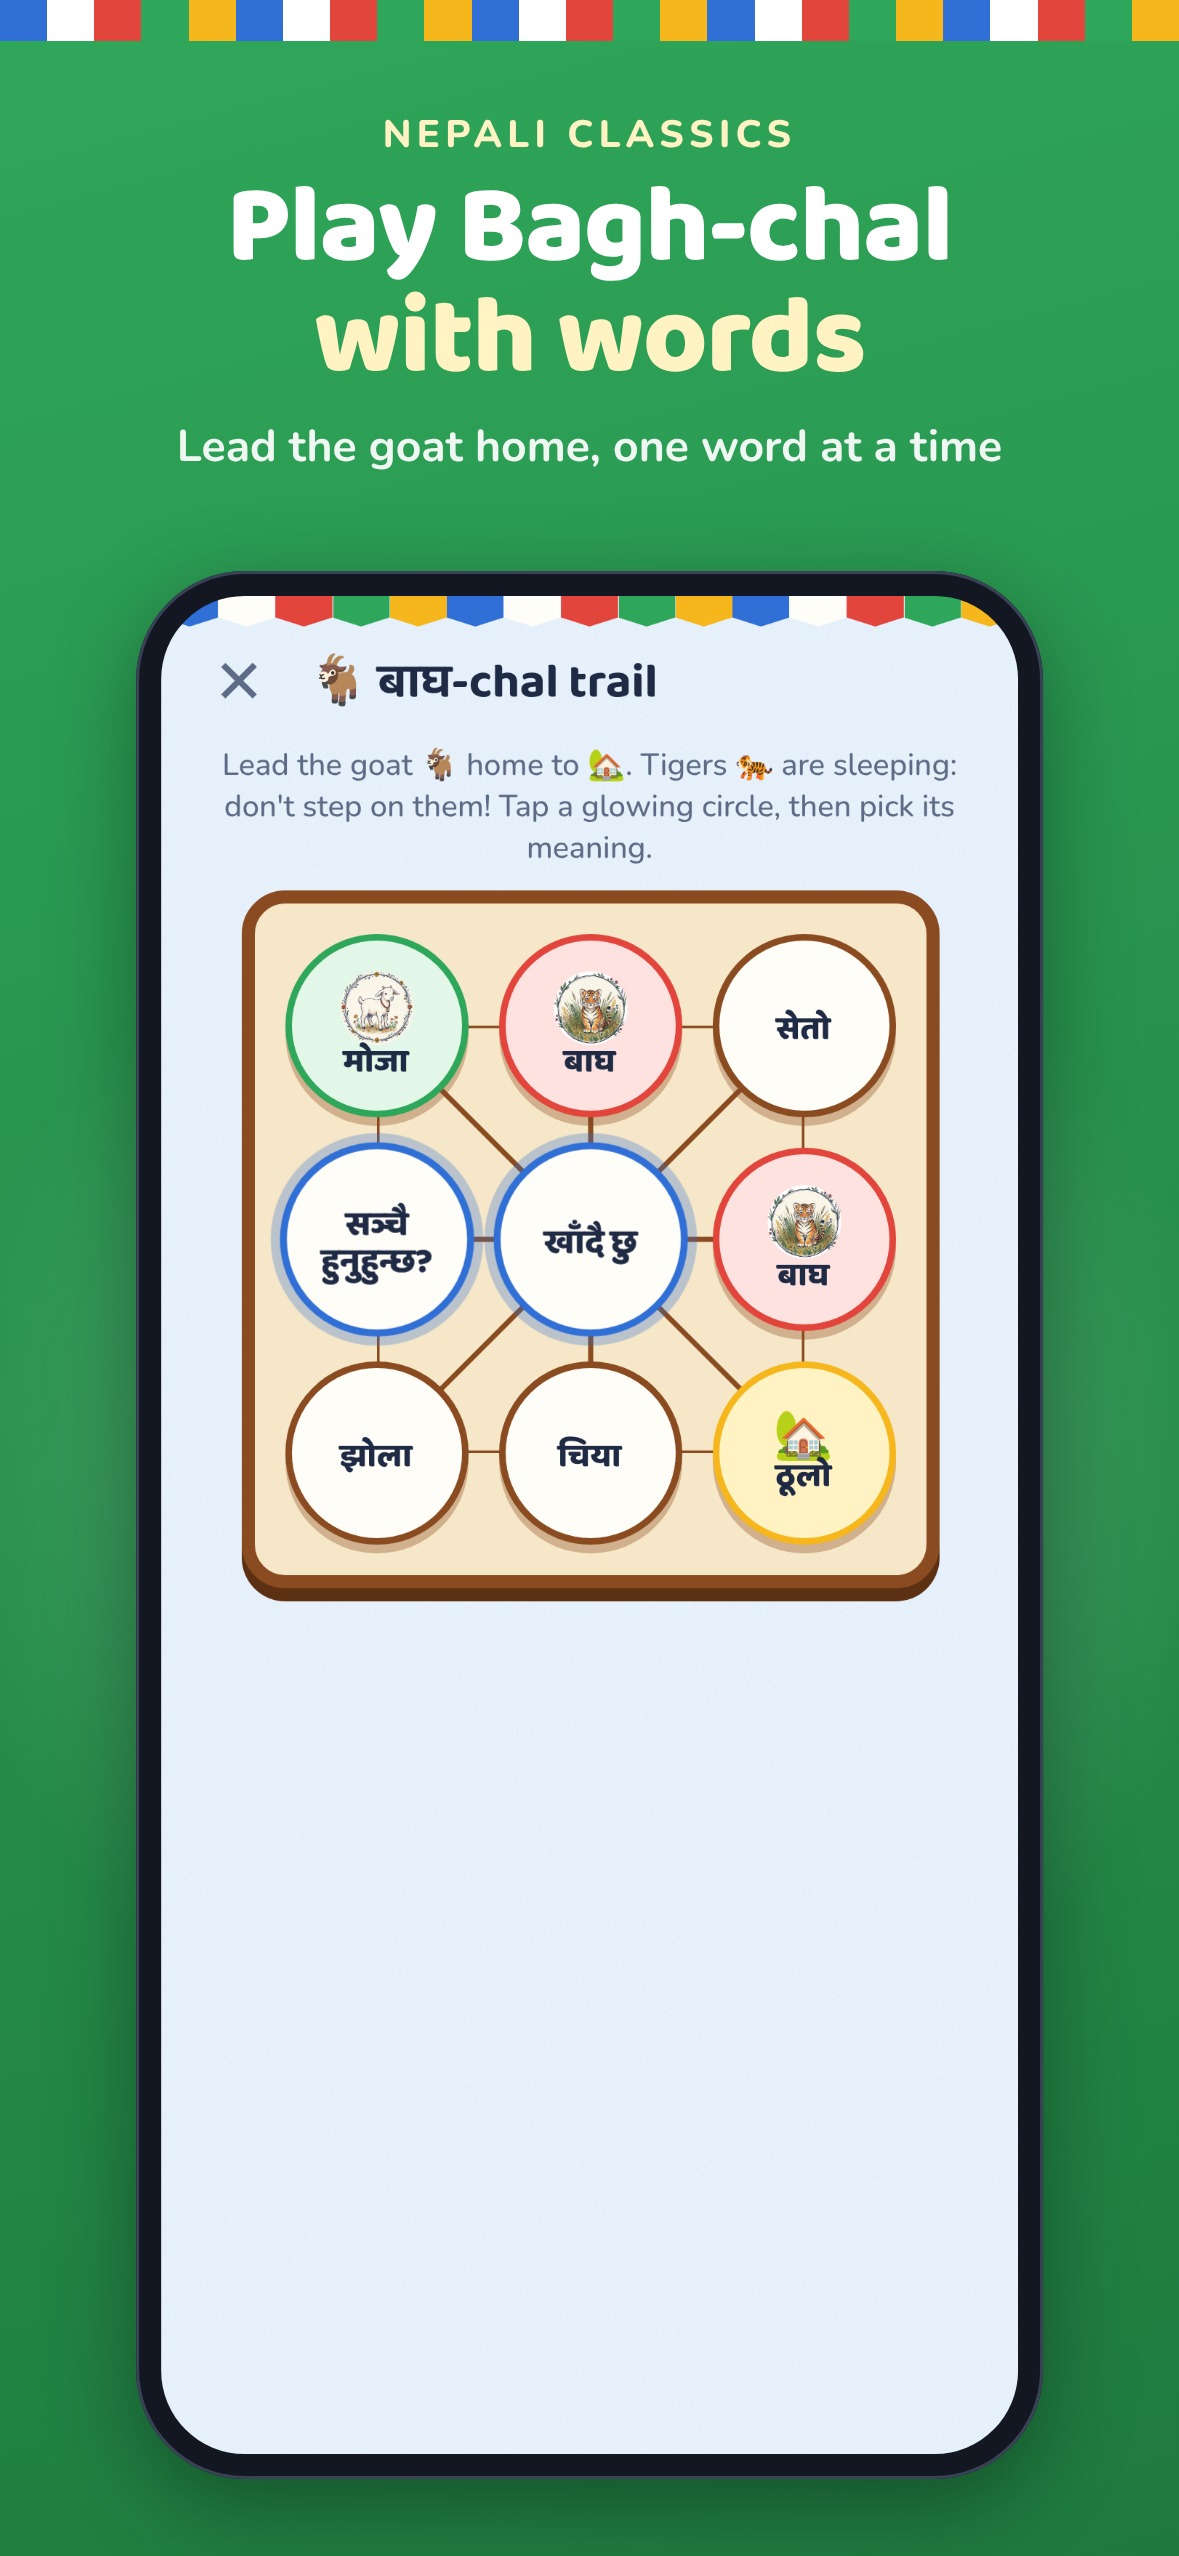 NEPALI CLASSICS
Play Bagh-chal
with words
Lead the goat home, one word at a time
बाघ-chal trail
Lead the goat 🐐 home to 🏡. Tigers 🐅 are sleeping:
don't step on them! Tap a glowing circle, then pick its
meaning.
मोजा
बाघ
सेतो
सञ्चै
हुनुहुन्छ?
खाँदै छु
बाघ
झोला
चिया
ठूलो